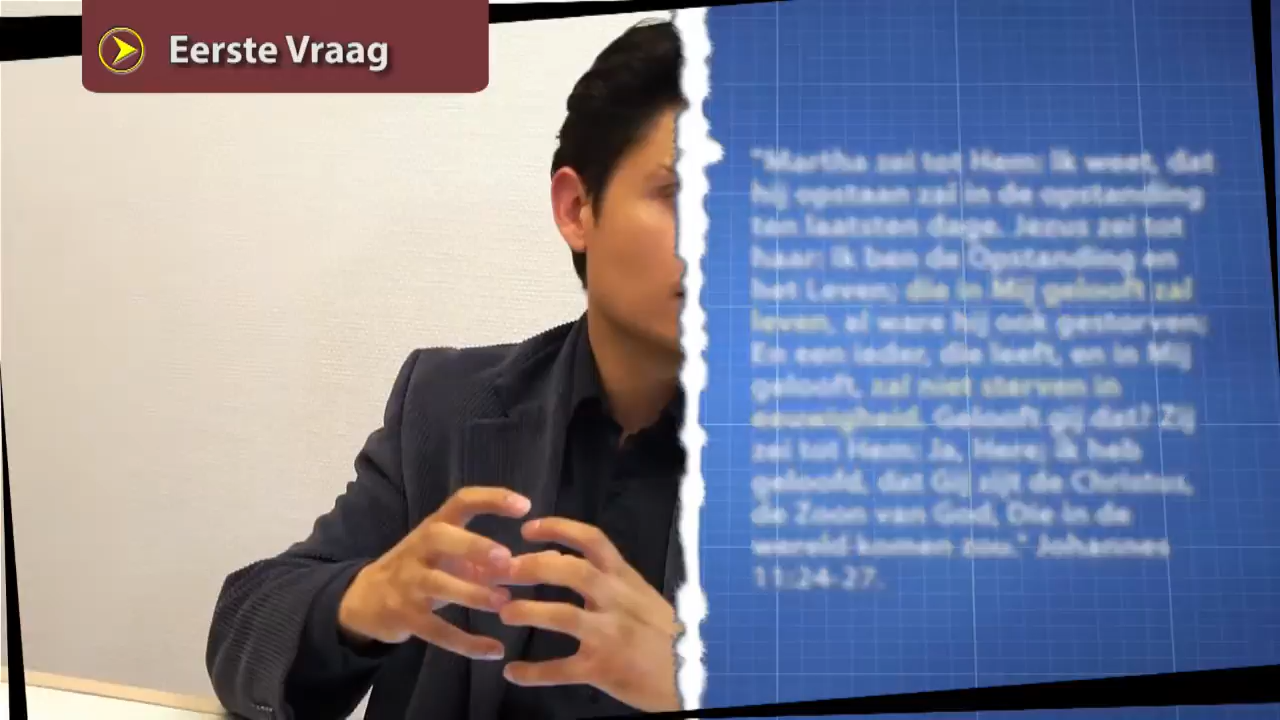 Eerste Vraag
"Martha zei tot Hem: Ik weet, dat
hij opstaan zal in de opstanding
ten laatsten dage. Jezus zei tot
haar: Ik ben de Opstanding en
het Leven; die in Mij gelooft zal
leven, al ware hij ook gestorven;
En een ieder, die leeft, en in Mij
gelooft, zal niet sterven in
eeuwigheid. Gelooft gij dat? Zij
zei tot Hem: Ja, Here; ik heb
geloofd, dat Gij zijt de Christus,
de Zoon van God, Die in de
wereld komen zou." Johannes
11:24-27.